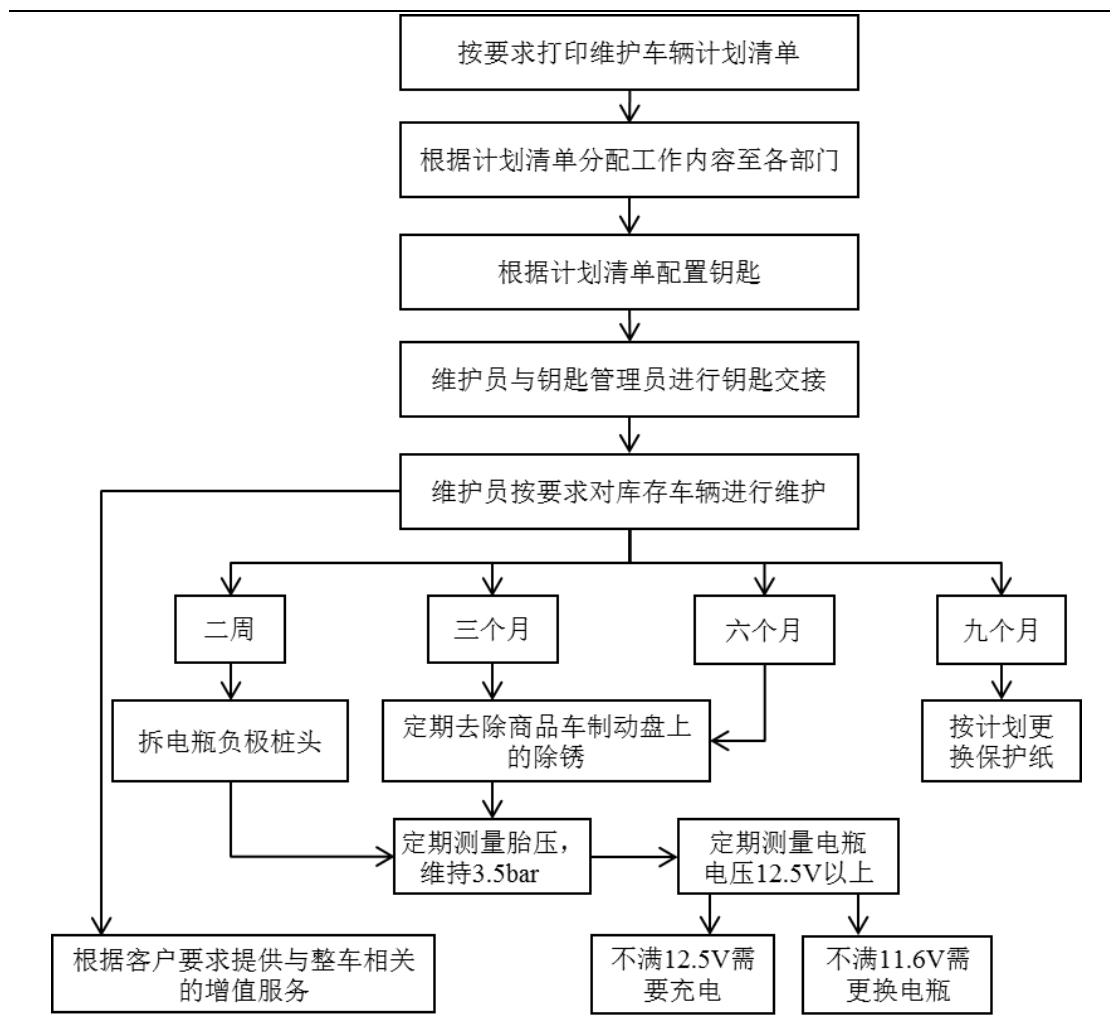 按要求打印维护车辆计划清单
根据计划清单分配工作内容至各部门
根据计划清单配置钥匙
维护员与钥匙管理员进行钥匙交接
维护员按要求对库存车辆进行维护
二周
三个月
六个月
九个月
拆电瓶负极桩头
定期去除商品车制动盘上
的除锈
按计划更
换保护纸
定期测量胎压，
维持3.5bar
定期测量电瓶
电压12.5V以上
根据客户要求提供与整车相关
的增值服务
不满12.5V需
要充电
不满11.6V需
更换电瓶